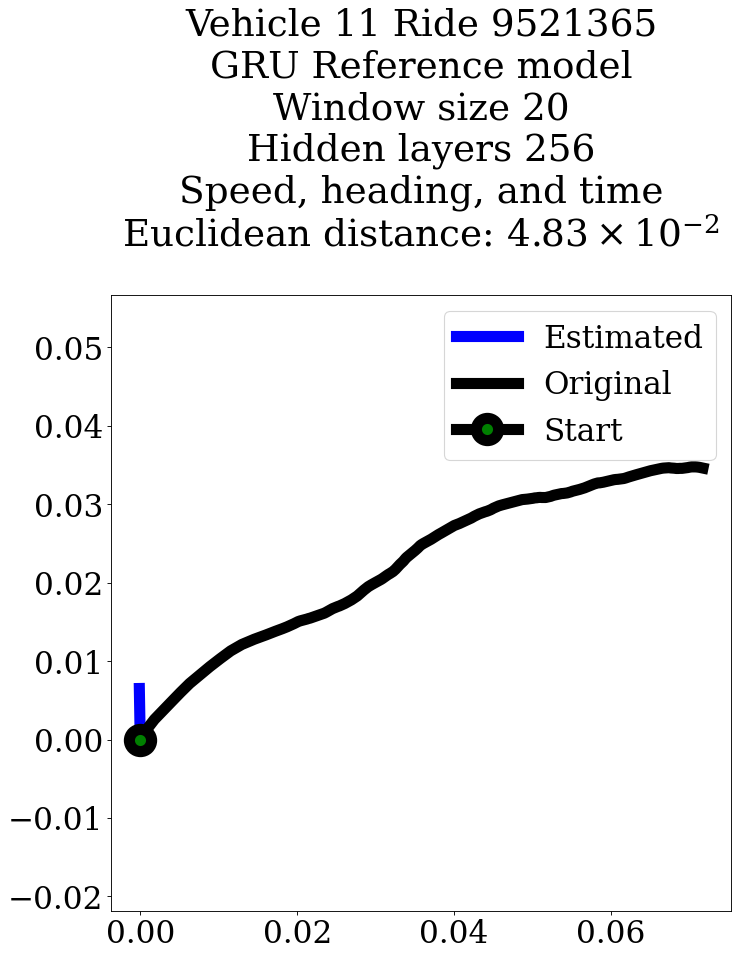 Vehicle 11 Ride 9521365
GRU Reference model
Window size 20
Hidden layers 256
Speed, heading, and time
Euclidean distance: 4.83 × 10⁻²
Estimated
Original
Start
0.05
0.04
0.03
0.02
0.01
0.00
−0.01
−0.02
0.00 0.02 0.04 0.06